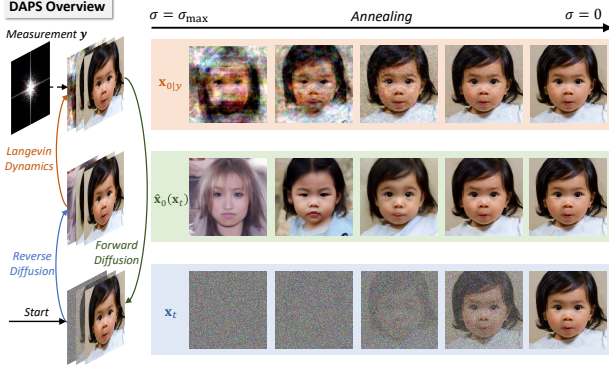 DAPS Overview
Measurement y
Langevin
Dynamics
Reverse
Diffusion
Forward
Diffusion
Start
σ = σmax
Annealing
σ = 0
x0|y
x̂0(xt)
xt